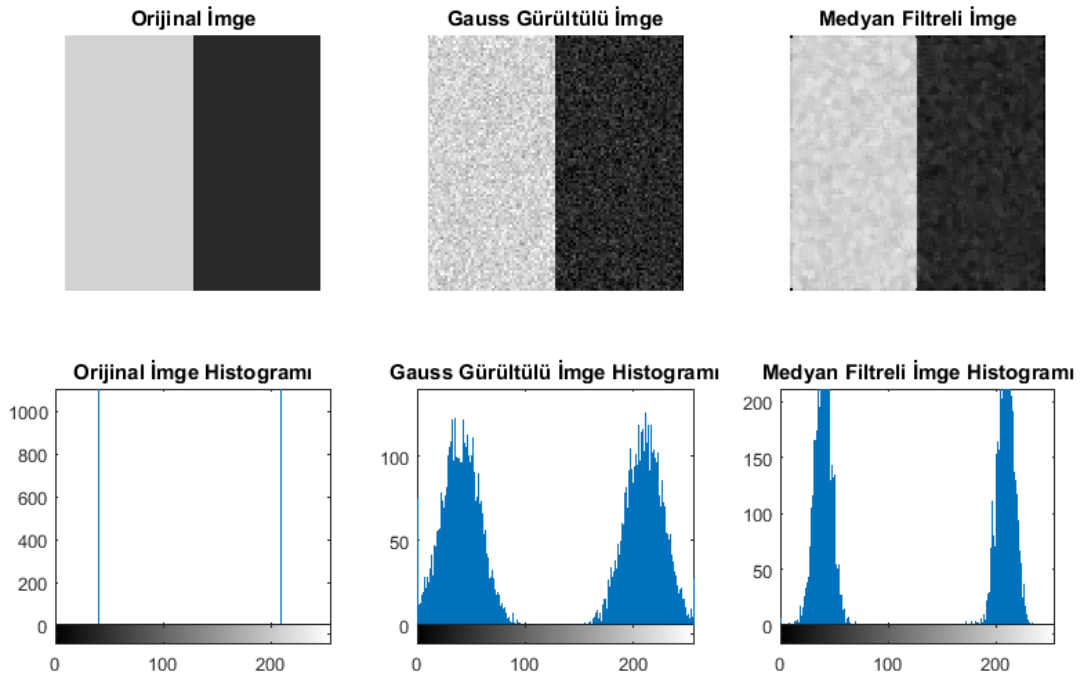 Orijinal İmge
Gauss Gürültülü İmge
Medyan Filtreli İmge
Orijinal İmge Histogramı
1000
800
600
400
200
0
0 100 200
Gauss Gürültülü İmge Histogramı
100
50
0
0 100 200
Medyan Filtreli İmge Histogramı
200
150
100
50
0
0 100 200